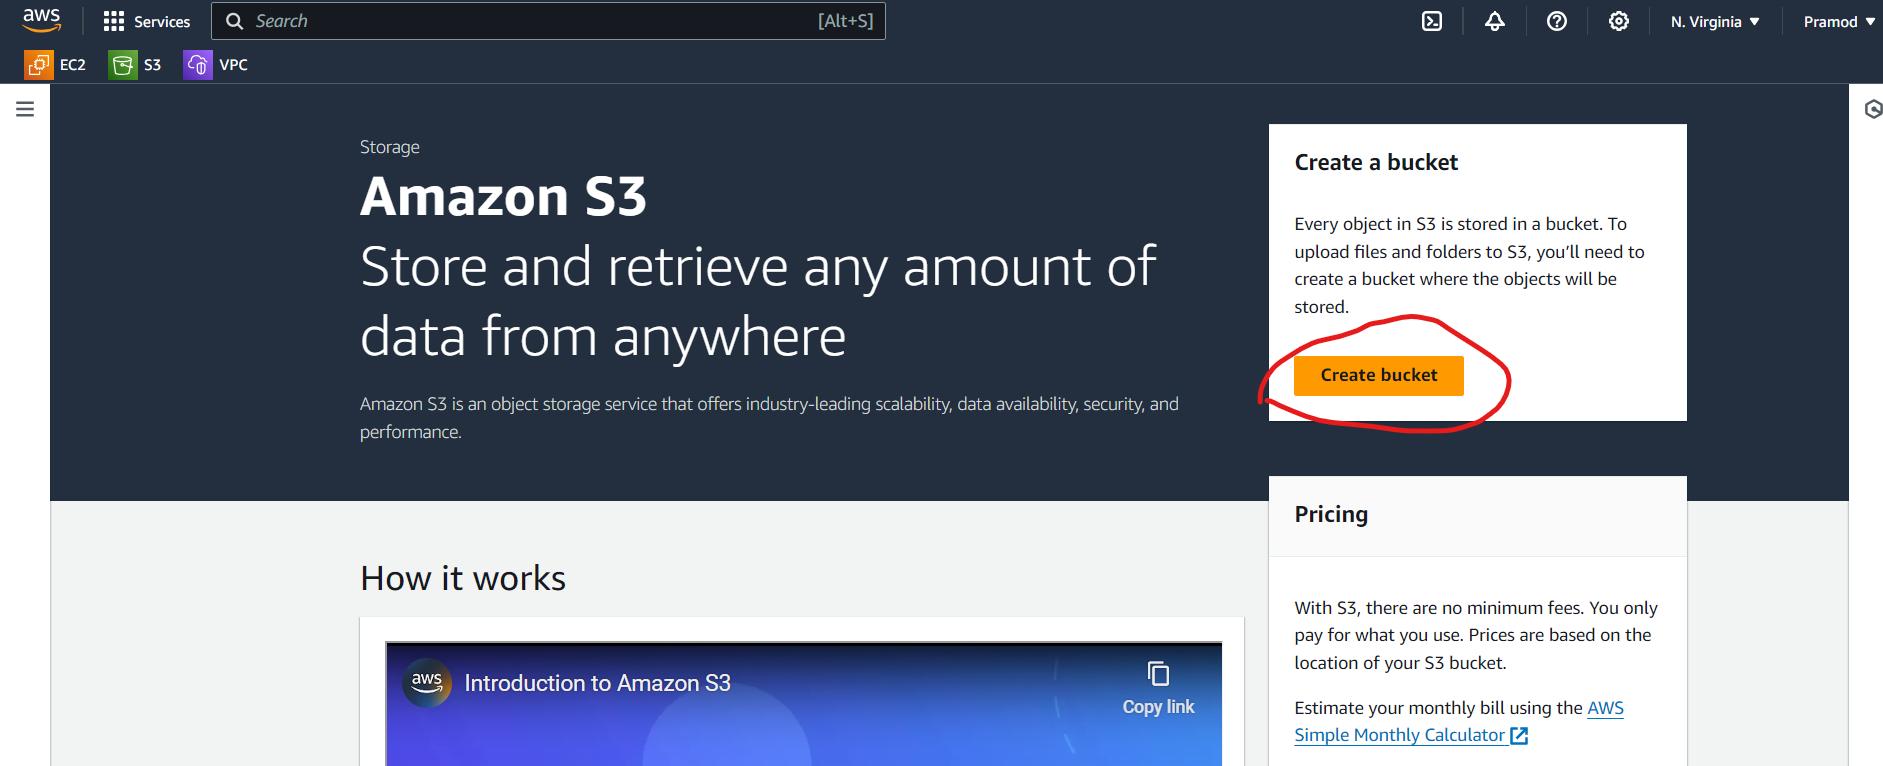 aws
Services
Search
[Alt+S]
N. Virginia
Pramod
EC2
S3
VPC
Storage
Amazon S3
Store and retrieve any amount of
data from anywhere
Amazon S3 is an object storage service that offers industry-leading scalability, data availability, security, and
performance.
Create a bucket
Every object in S3 is stored in a bucket. To
upload files and folders to S3, you'll need to
create a bucket where the objects will be
stored.
Create bucket
Pricing
With S3, there are no minimum fees. You only
pay for what you use. Prices are based on the
location of your S3 bucket.
Estimate your monthly bill using the AWS
Simple Monthly Calculator
How it works
aws
Introduction to Amazon S3
Copy link